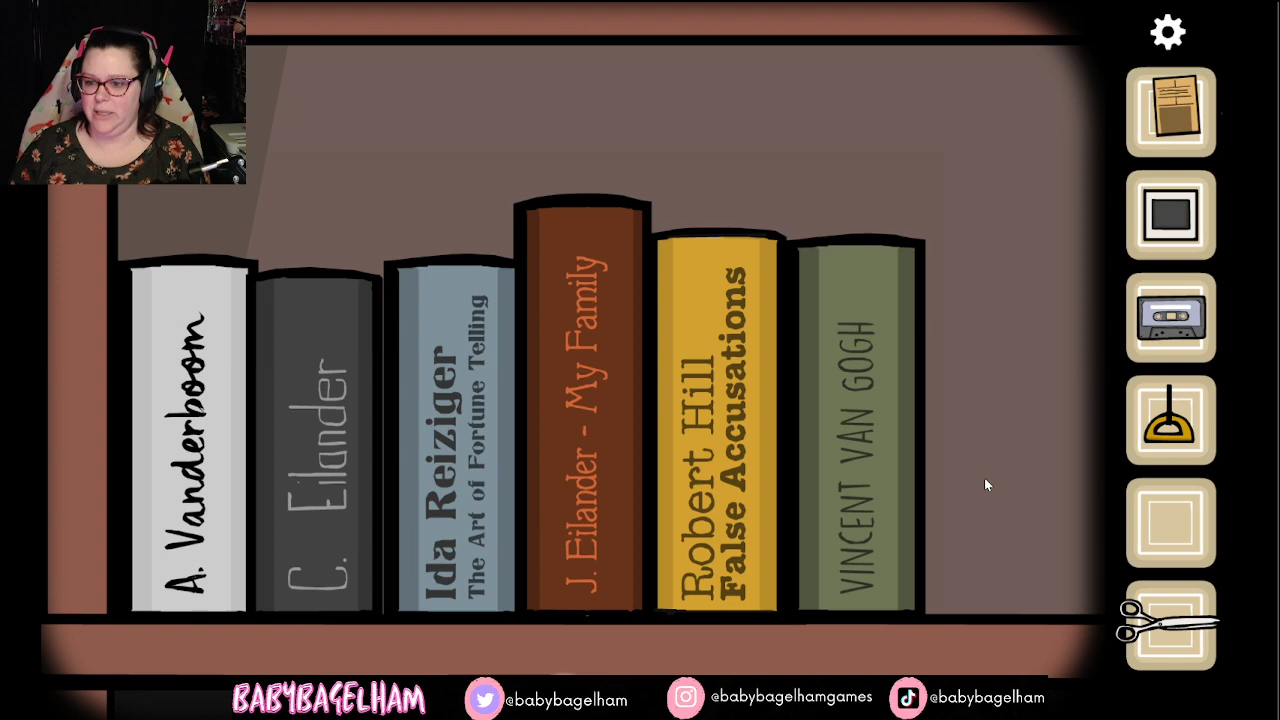 A. Vanderboom
C. Eilander
Ida Reiziger
The Art of Fortune Telling
J. Eilander - My Family
Robert Hill
False Accusations
VINCENT VAN GOGH
BABYBAGELHAM
@babybagelham
@babybagelhamgames
@babybagelham